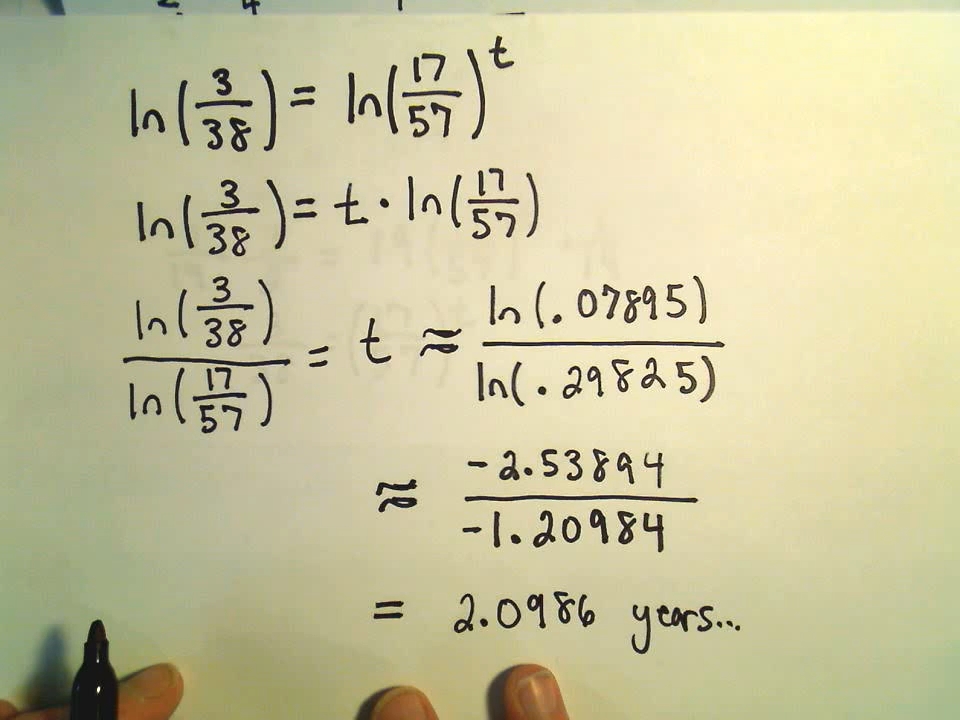 ln(3/38) = ln(17/57)^t
ln(3/38) = t · ln(17/57)
ln(3/38) / ln(17/57) = t ≈ ln(.07895) / ln(.29825)
≈ -2.53894 / -1.20984
= 2.0986 years...